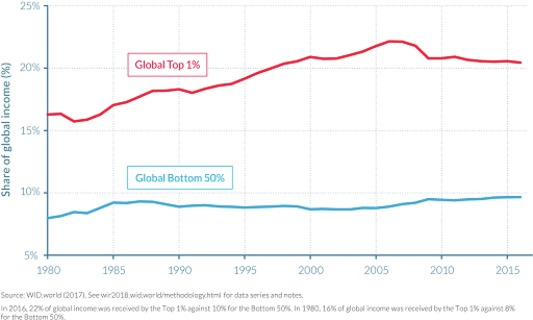 25%
20%
15%
10%
5%
Share of global income (%)
Global Top 1%
Global Bottom 50%
1980
1985
1990
1995
2000
2005
2010
2015
Source: WID.world (2017). See wir2018.wid.world/methodology.html for data series and notes.
In 2016, 22% of global income was received by the Top 1% against 10% for the Bottom 50%. In 1980, 16% of global income was received by the Top 1% against 8%
for the Bottom 50%.